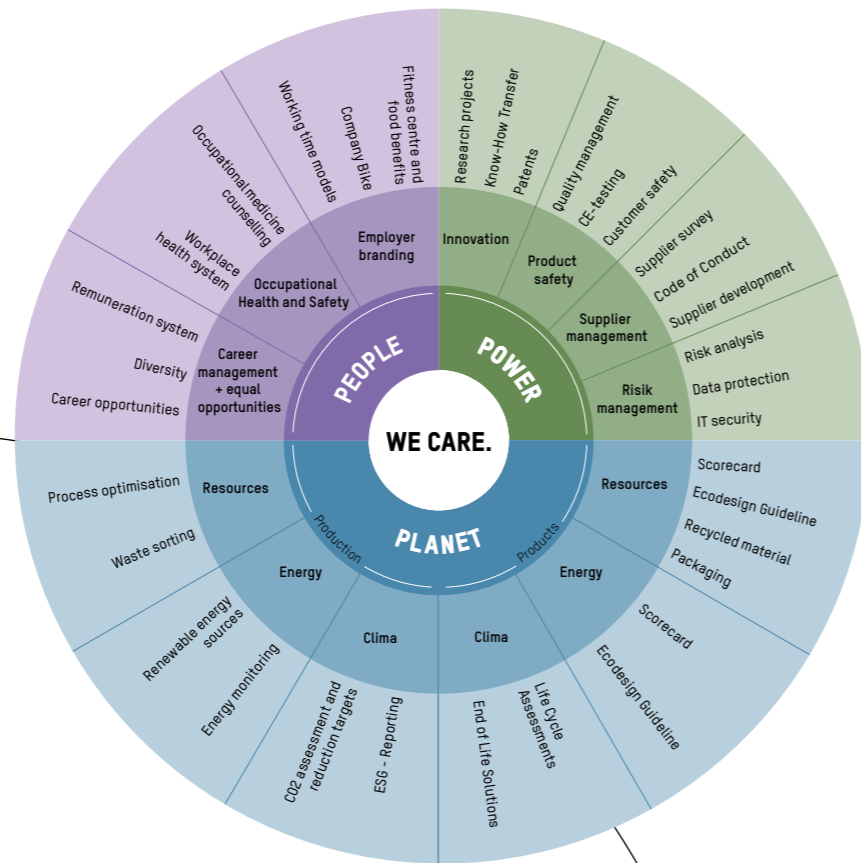 WE CARE.
PEOPLE
Employer
branding
Fitness centre and
food benefits
Company Bike
Working time models
Occupational
Health and Safety
Occupational medicine
counselling
Workplace
health system
Career
management
+ equal
opportunities
Remuneration system
Diversity
Career opportunities
POWER
Innovation
Research projects
Know-How Transfer
Patents
Product
safety
Quality management
CE-testing
Customer safety
Supplier
management
Supplier survey
Code of Conduct
Supplier development
Risik
management
Risk analysis
Data protection
IT security
PLANET
Products
Resources
Scorecard
Ecodesign Guideline
Recycled material
Packaging
Energy
Scorecard
Ecodesign Guideline
Clima
Life Cycle
Assessments
End of Life Solutions
Production
Clima
ESG - Reporting
CO2 assessment and
reduction targets
Energy
Energy monitoring
Renewable energy
sources
Resources
Waste sorting
Process optimisation